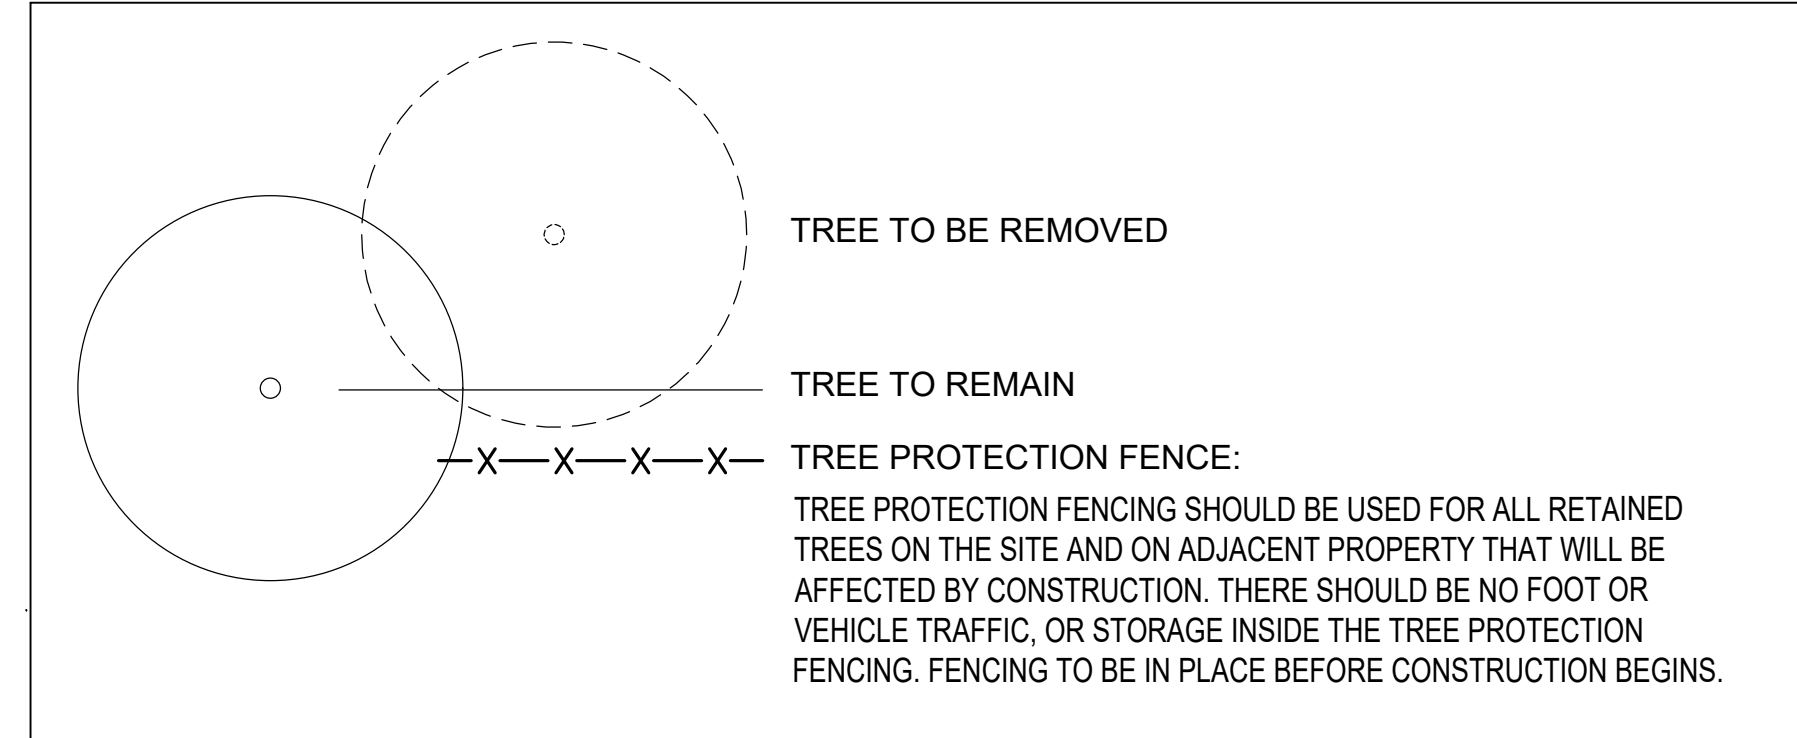 TREE TO BE REMOVED
TREE TO REMAIN
TREE PROTECTION FENCE:
TREE PROTECTION FENCING SHOULD BE USED FOR ALL RETAINED
TREES ON THE SITE AND ON ADJACENT PROPERTY THAT WILL BE
AFFECTED BY CONSTRUCTION. THERE SHOULD BE NO FOOT OR
VEHICLE TRAFFIC, OR STORAGE INSIDE THE TREE PROTECTION
FENCING. FENCING TO BE IN PLACE BEFORE CONSTRUCTION BEGINS.